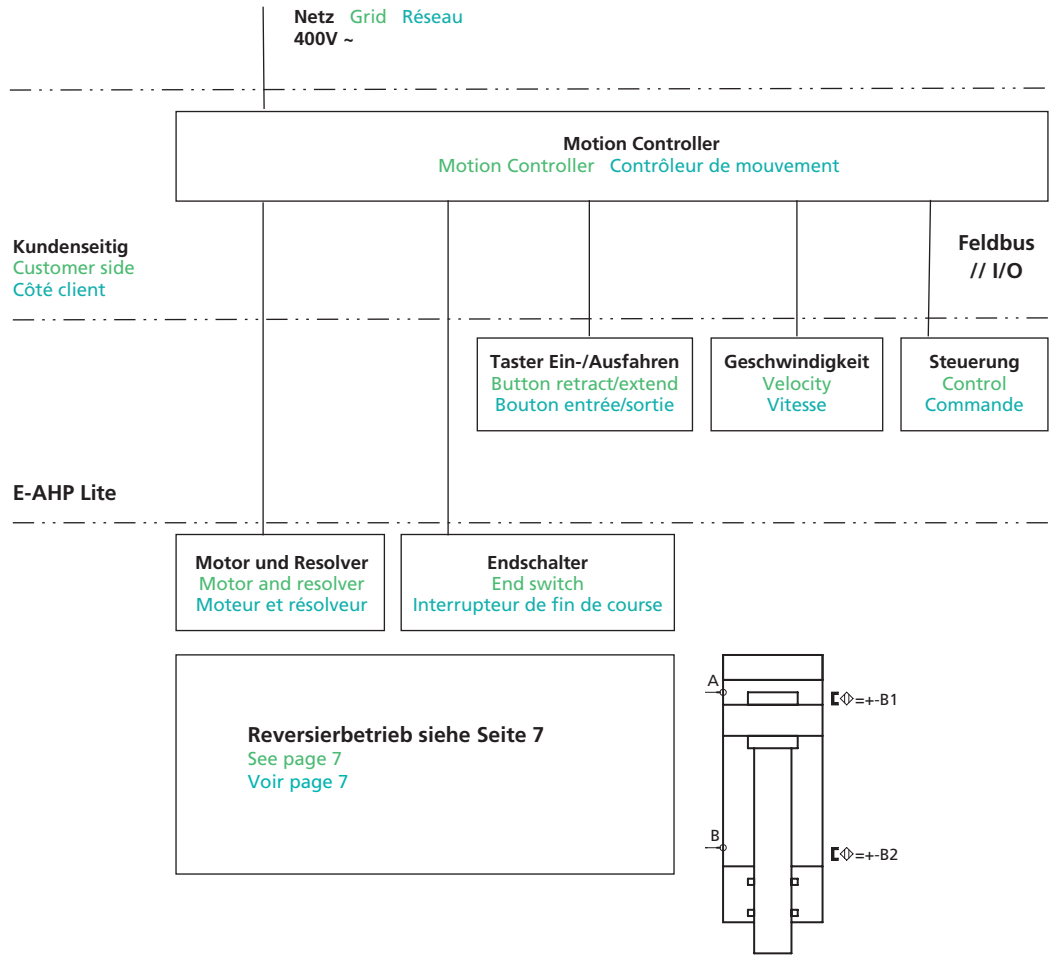 Netz Grid Réseau
400V ~
Motion Controller
Motion Controller Contrôleur de mouvement
Kundenseitig
Customer side
Côté client
Feldbus
// I/O
Taster Ein-/Ausfahren
Button retract/extend
Bouton entrée/sortie
Geschwindigkeit
Velocity
Vitesse
Steuerung
Control
Commande
E-AHP Lite
Motor und Resolver
Motor and resolver
Moteur et résolveur
Endschalter
End switch
Interrupteur de fin de course
Reversierbetrieb siehe Seite 7
See page 7
Voir page 7
A
=+-B1
B
=+-B2